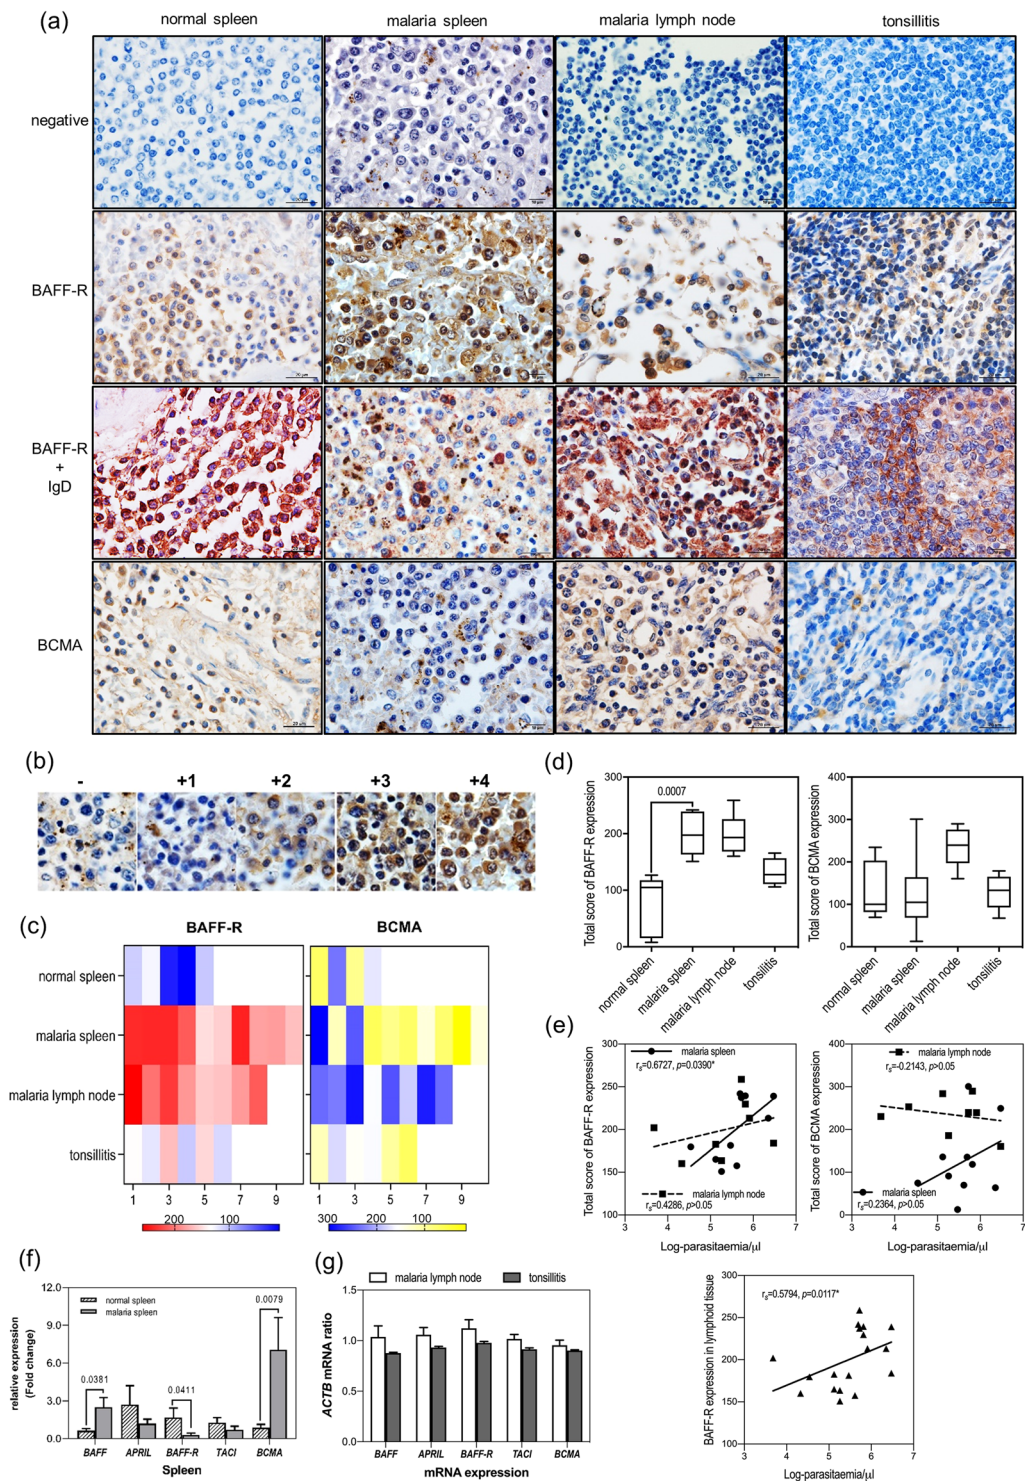 (a)
normal spleen
malaria spleen
malaria lymph node
tonsillitis
negative
BAFF-R
BAFF-R
+
IgD
BCMA
(b)
-
+1
+2
+3
+4
(c)
BAFF-R
BCMA
normal spleen
malaria spleen
malaria lymph node
tonsillitis
1 3 5 7 9
1 3 5 7 9
200 100
300 200 100
(d)
Total score of BAFF-R expression
300
200
100
0
0.0007
normal spleen
malaria spleen
malaria lymph node
tonsilitis
Total score of BCMA expression
400
300
200
100
0
normal spleen
malaria spleen
malaria lymph node
tonsilitis
(e)
Total score of BAFF-R expression
300
250
200
150
100
malaria spleen
rs=0.6727, p=0.0390*
malaria lymph node
rs=0.4286, p>0.05
3 4 5 6 7
Log-parasitaemia/µl
Total score of BCMA expression
400
300
200
100
0
malaria lymph node
rs=-0.2143, p>0.05
malaria spleen
rs=0.2364, p>0.05
3 4 5 6 7
Log-parasitaemia/µl
BAFF-R expression in lymphoid tissue
300
250
200
150
100
rs=0.5794, p=0.0117*
3 4 5 6 7
Log-parasitaemia/µl
(f)
relative expression
(Fold change)
12.0
9.0
6.0
3.0
0.0
normal spleen
malaria spleen
0.0381
0.0411
0.0079
BAFF APRIL BAFF-R TACI BCMA
Spleen
(g)
ACTB mRNA ratio
1.5
1.0
0.5
0.0
malaria lymph node
tonsillitis
BAFF APRIL BAFF-R TACI BCMA
mRNA expression